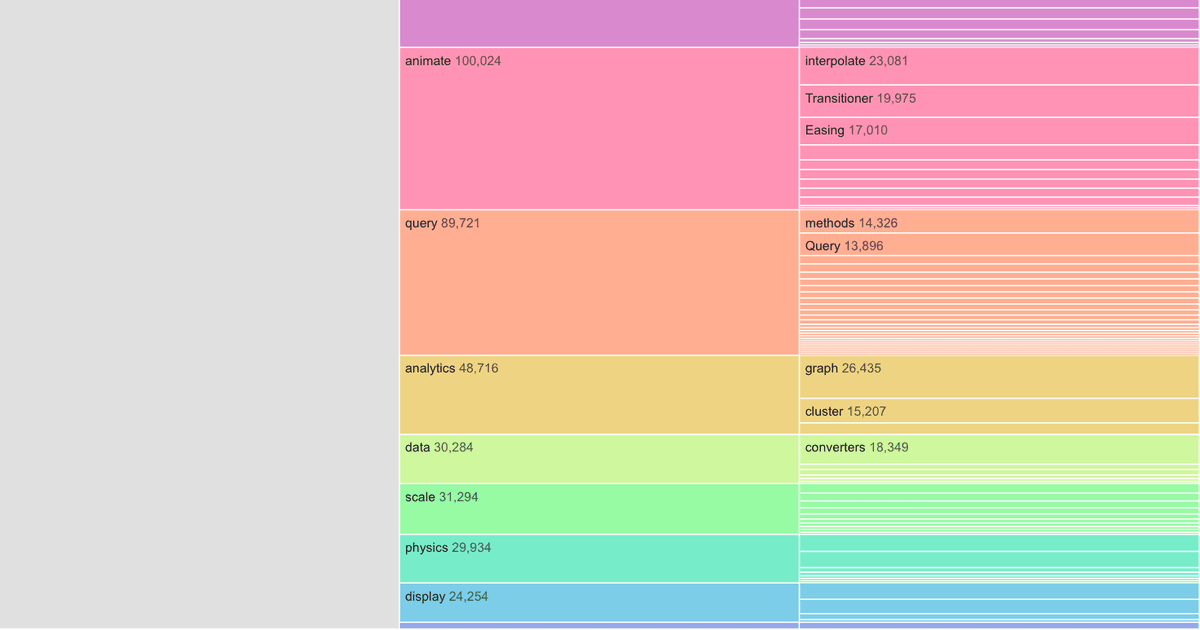 animate 100,024
interpolate 23,081
Transitioner 19,975
Easing 17,010
query 89,721
methods 14,326
Query 13,896
analytics 48,716
graph 26,435
cluster 15,207
data 30,284
converters 18,349
scale 31,294
physics 29,934
display 24,254